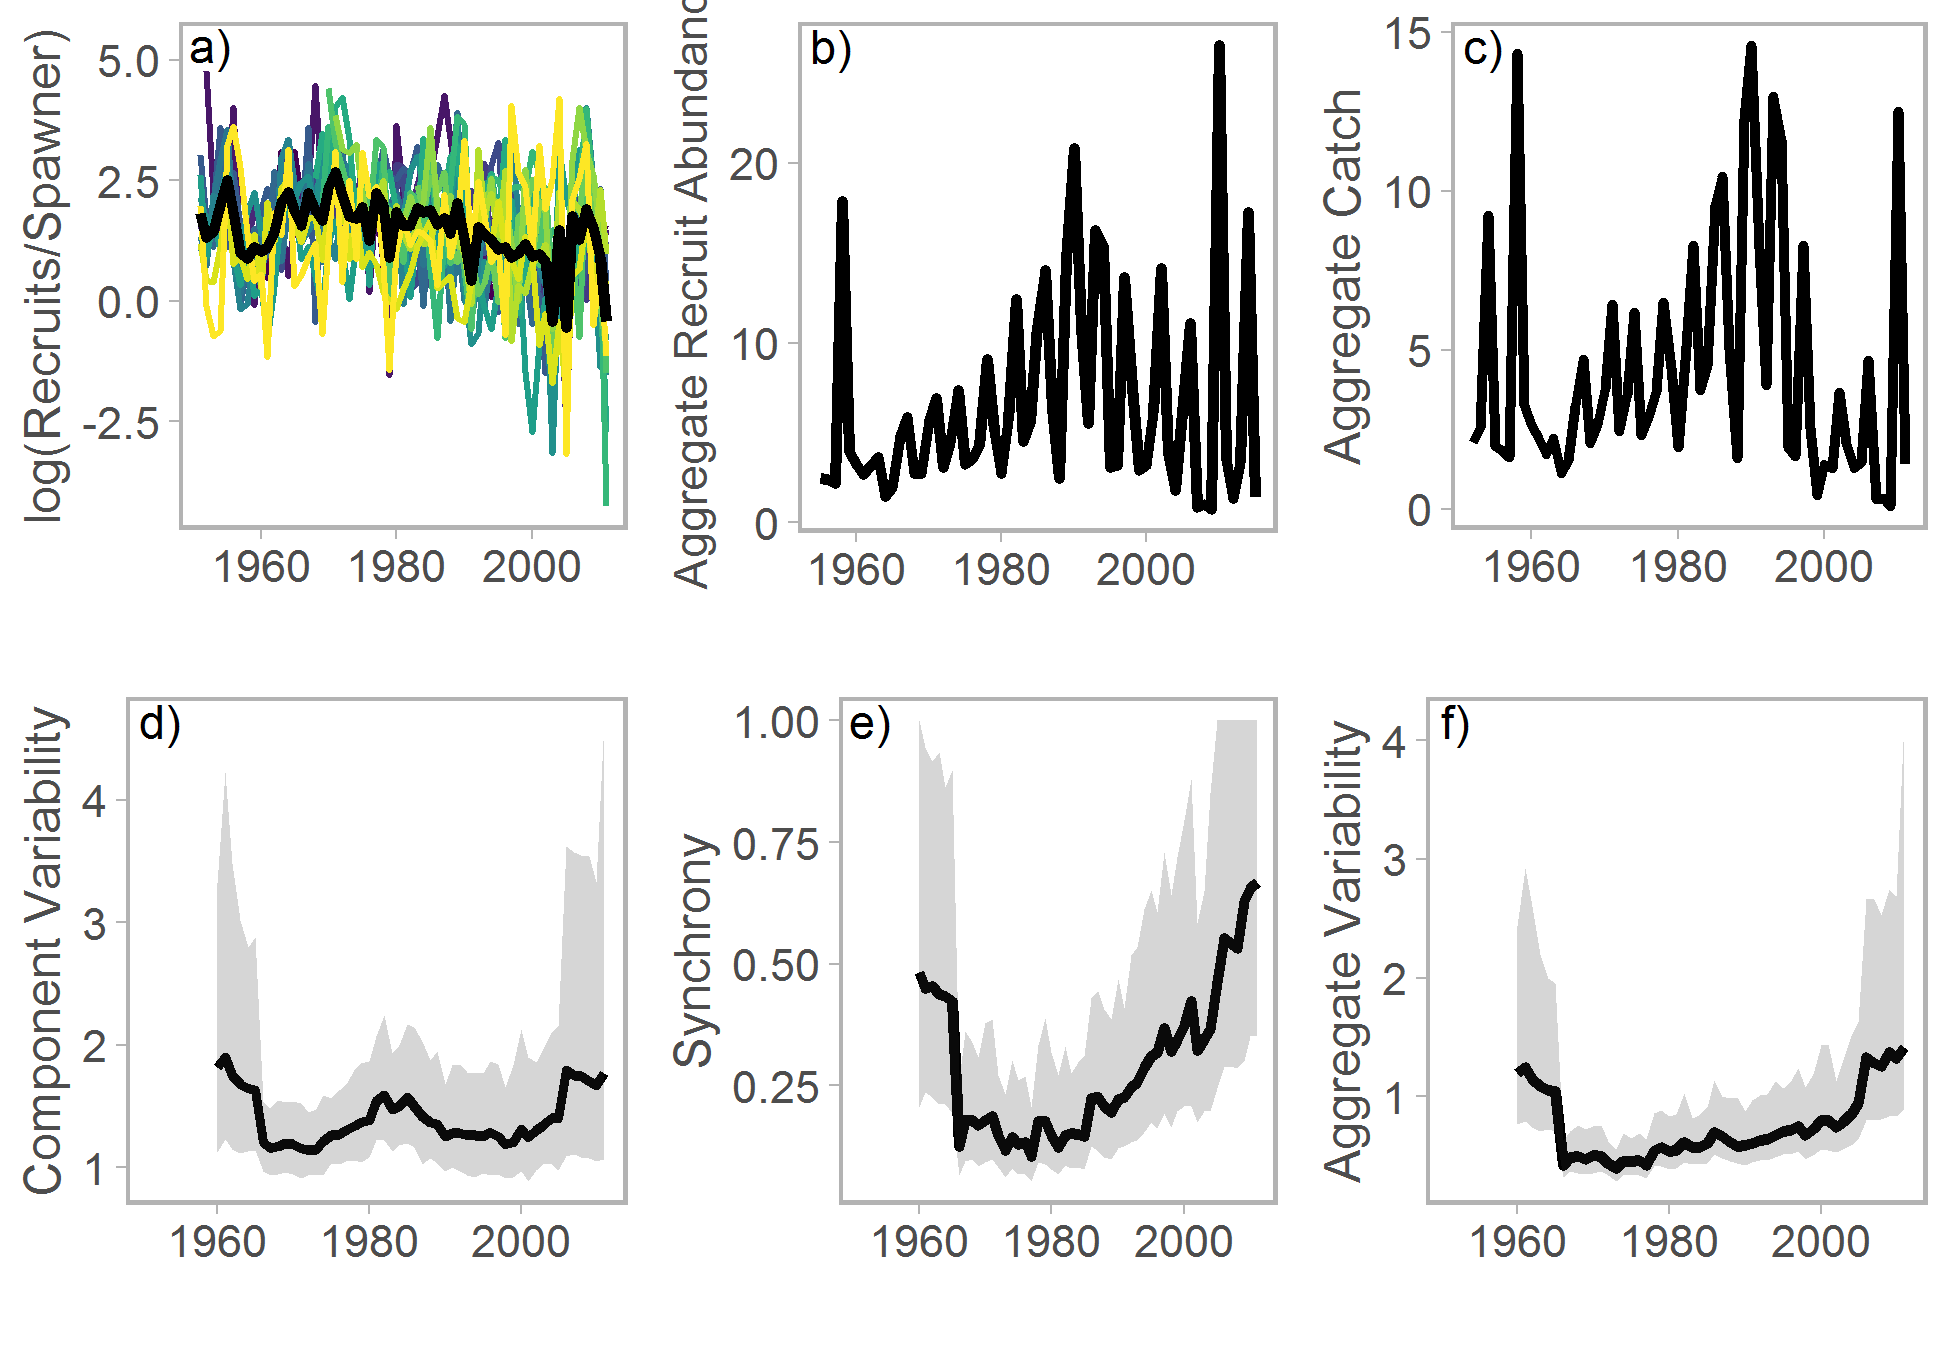 a)
log(Recruits/Spawner)
5.0
2.5
0.0
-2.5
1960 1980 2000
b)
Aggregate Recruit
20
10
0
1960 1980 2000
c)
Aggregate Catch
15
10
5
0
1960 1980 2000
d)
Component Variability
4
3
2
1
1960 1980 2000
e)
Synchrony
1.00
0.75
0.50
0.25
1960 1980 2000
f)
Aggregate Variability
4
3
2
1
1960 1980 2000